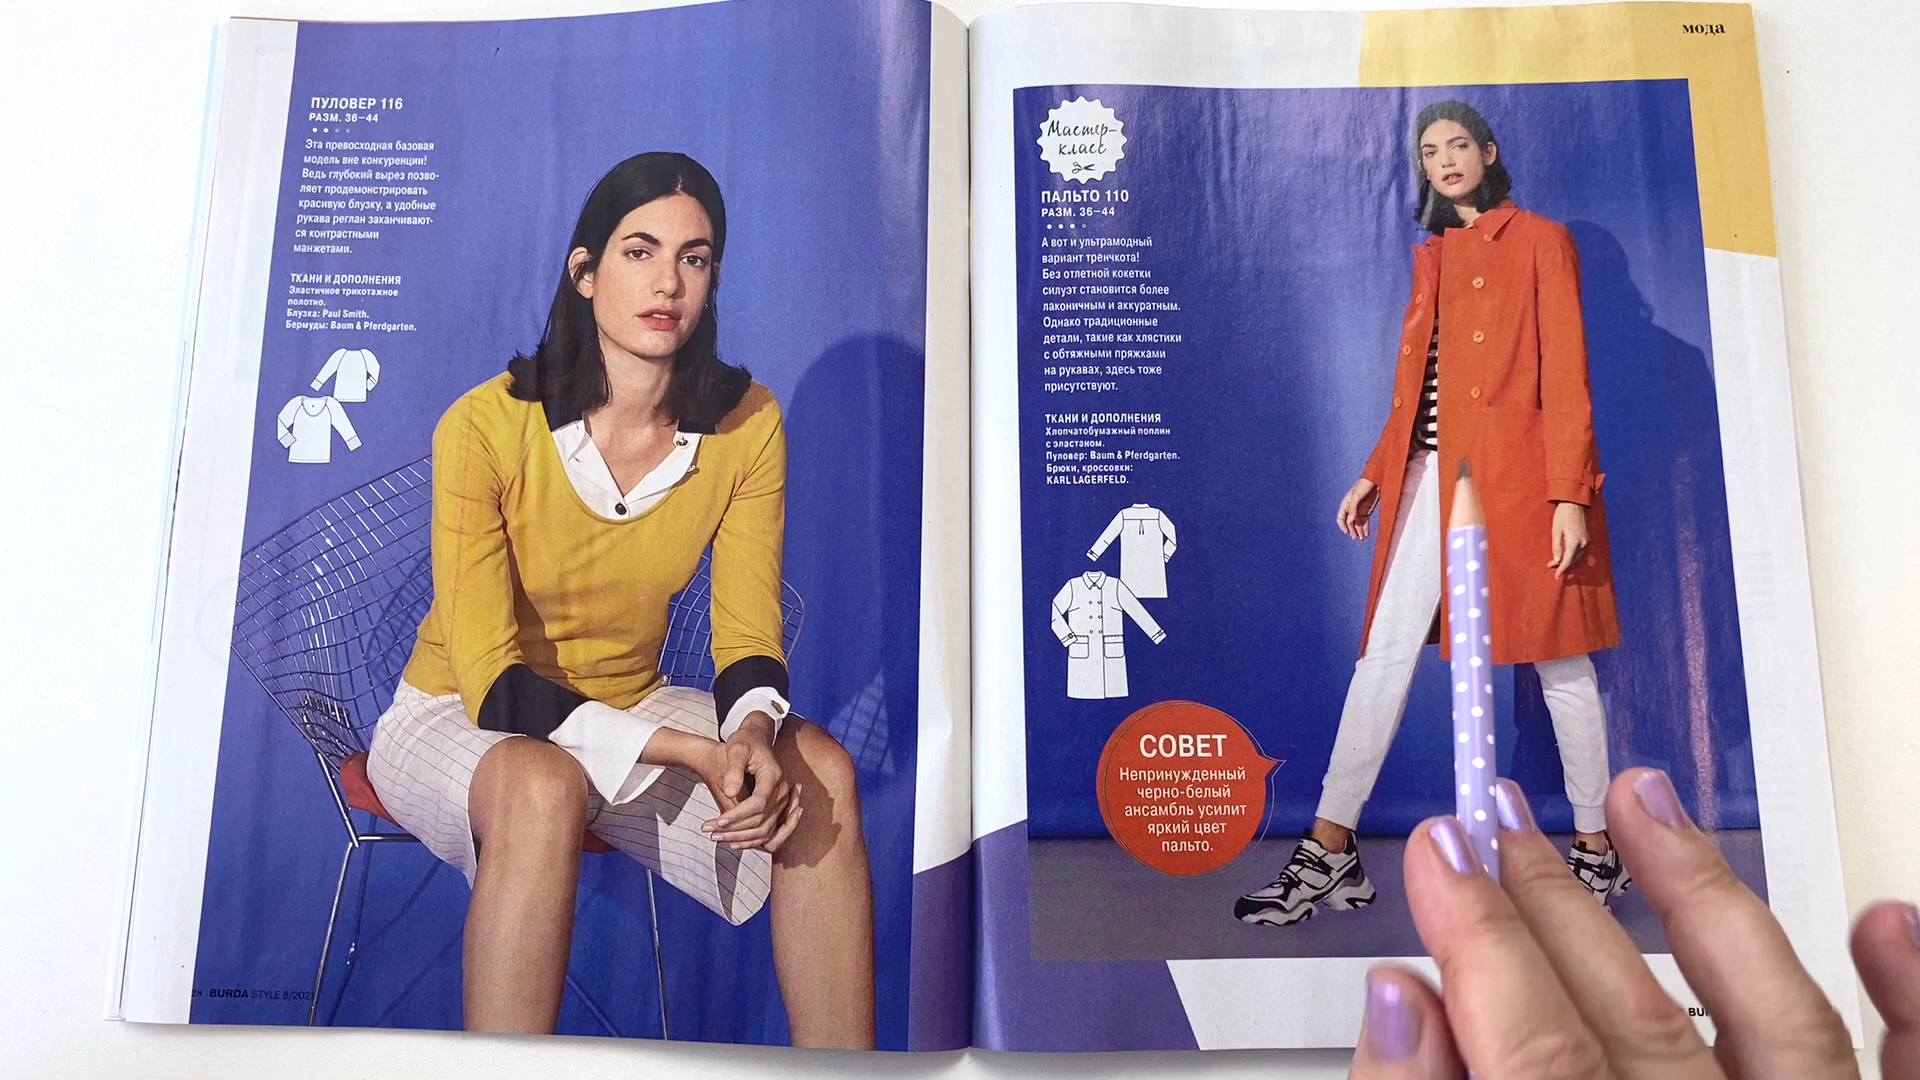 ПУЛОВЕР 116
РАЗМ. 36–44
Эта превосходная базовая
модель вне конкуренции!
Ведь глубокий вырез позво-
ляет продемонстрировать
красивую блузку, а удобные
рукава реглан заканчивают-
ся контрастными
манжетами.
ТКАНИ И ДОПОЛНЕНИЯ
Эластичное трикотажное
полотно.
Блузка: Paul Smith.
Бермуды: Baum & Pferdgarten.
28 BURDA STYLE 8/2021
мода
Мастер-
класс
ПАЛЬТО 110
РАЗМ. 36–44
А вот и ультрамодный
вариант тренчкота!
Без отлетной кокетки
силуэт становится более
лаконичным и аккуратным.
Однако традиционные
детали, такие как хлястики
с обтяжными пряжками
на рукавах, здесь тоже
присутствуют.
ТКАНИ И ДОПОЛНЕНИЯ
Хлопчатобумажный поплин
с эластаном.
Пуловер: Baum & Pferdgarten.
Брюки, кроссовки:
KARL LAGERFELD.
СОВЕТ
Непринужденный
черно-белый
ансамбль усилит
яркий цвет
пальто.